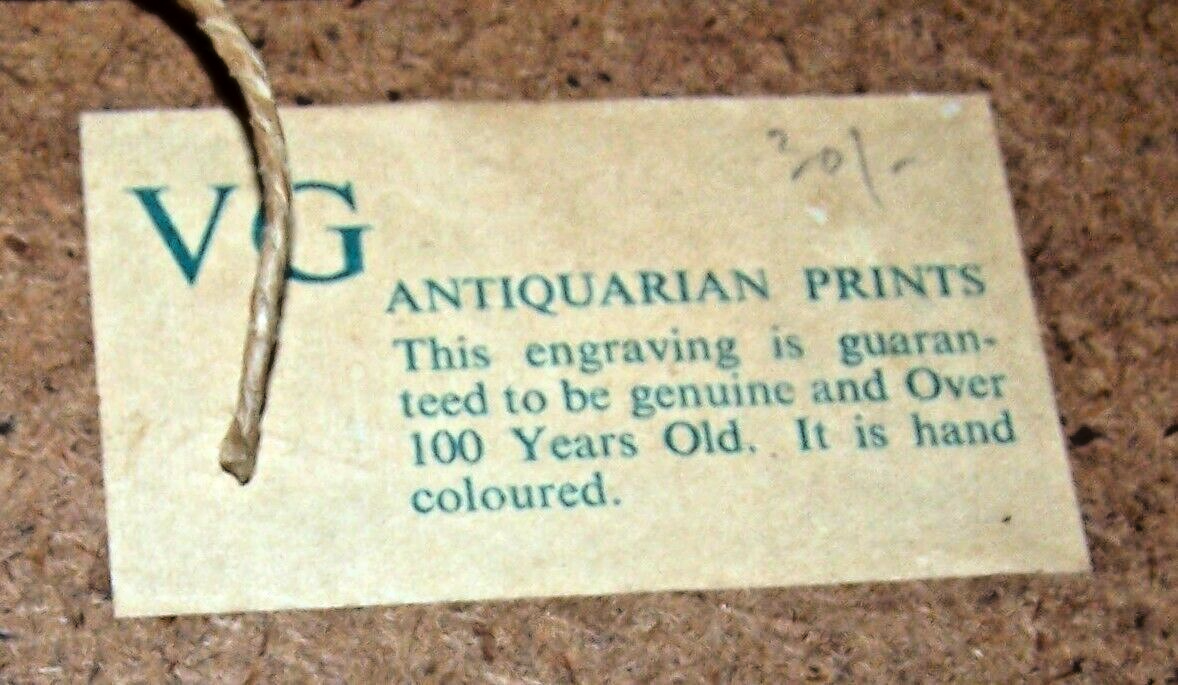 30/-
VG
ANTIQUARIAN PRINTS
This engraving is guaran-
teed to be genuine and Over
100 Years Old. It is hand
coloured.